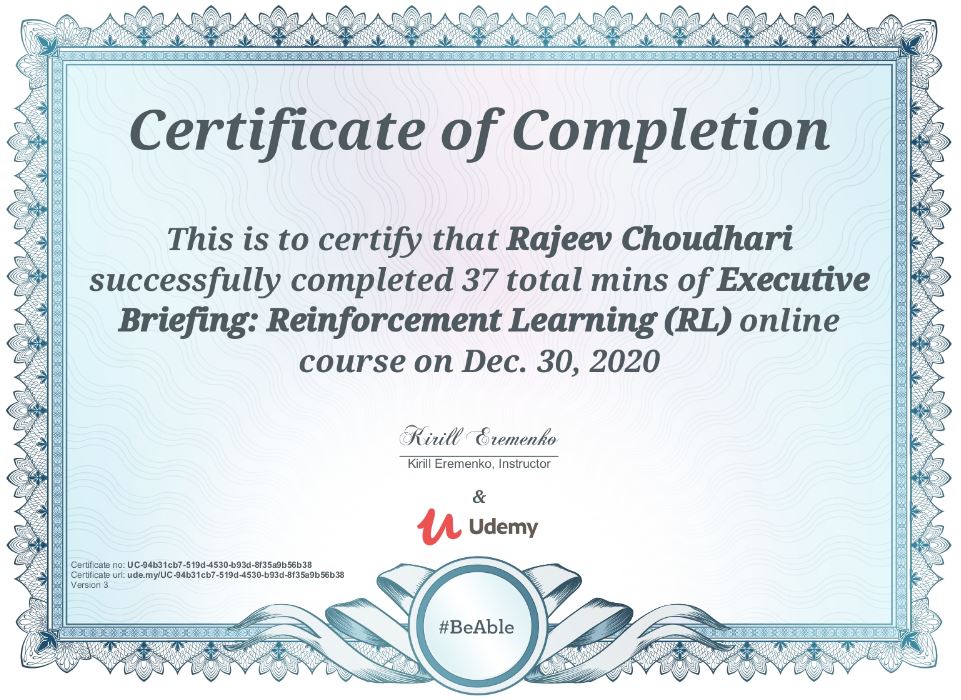 Certificate of Completion
This is to certify that Rajeev Choudhari
successfully completed 37 total mins of Executive
Briefing: Reinforcement Learning (RL) online
course on Dec. 30, 2020
Kirill Eremenko
Kirill Eremenko, Instructor
&
Udemy
Certificate no: UC-94b31cb7-519d-4530-b93d-8f35a9b56b38
Certificate url: ude.my/UC-94b31cb7-519d-4530-b93d-8f35a9b56b38
Version 3
#BeAble